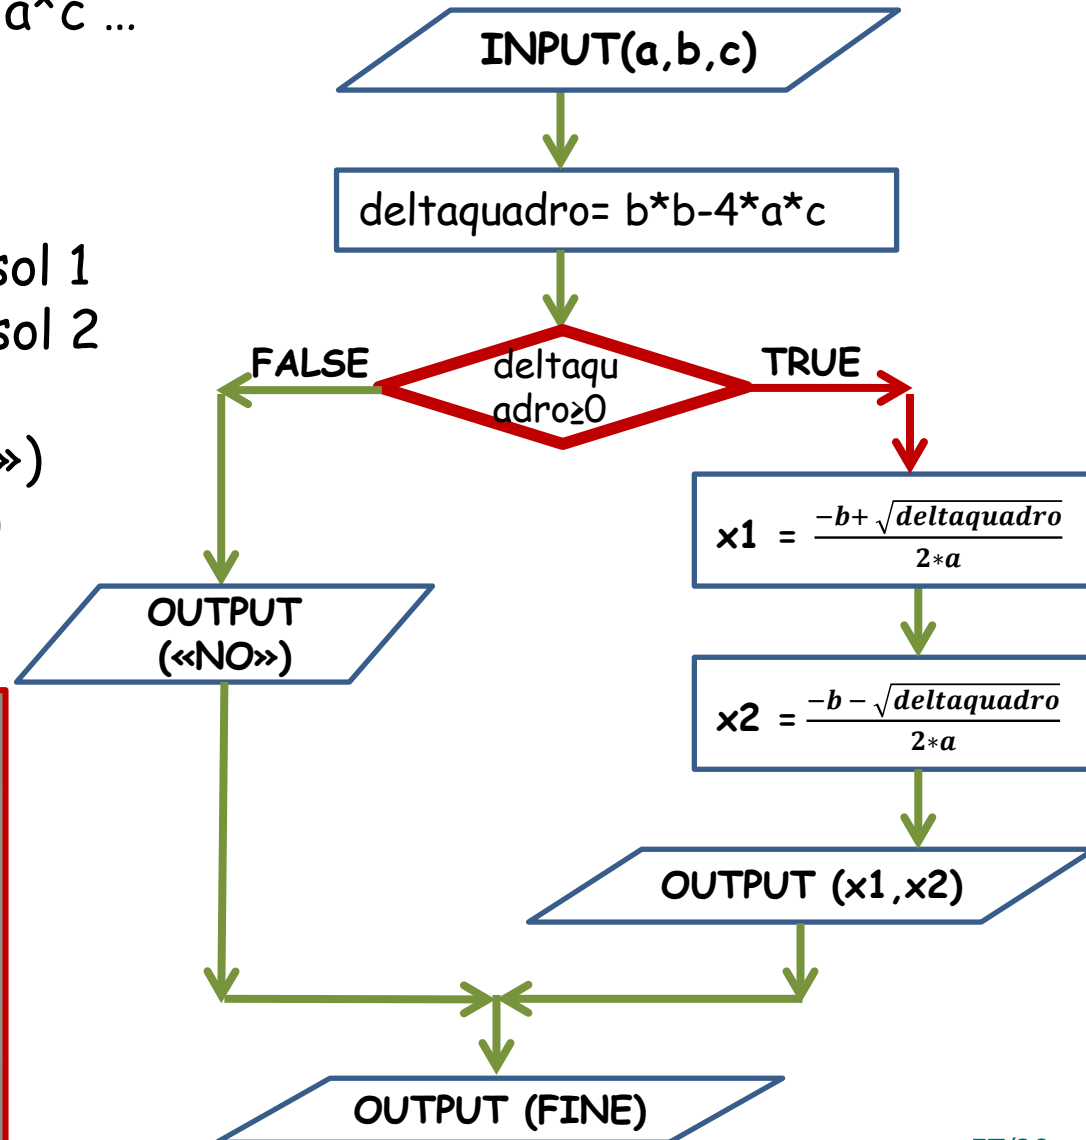 a*c ...
INPUT(a,b,c)
deltaquadro= b*b-4*a*c
sol 1
sol 2
»)
)
FALSE
deltaqu
adro≥0
TRUE
x1 = (-b+ √deltaquadro)/(2*a)
OUTPUT
(«NO»)
x2 = (-b - √deltaquadro)/(2*a)
OUTPUT (x1,x2)
OUTPUT (FINE)